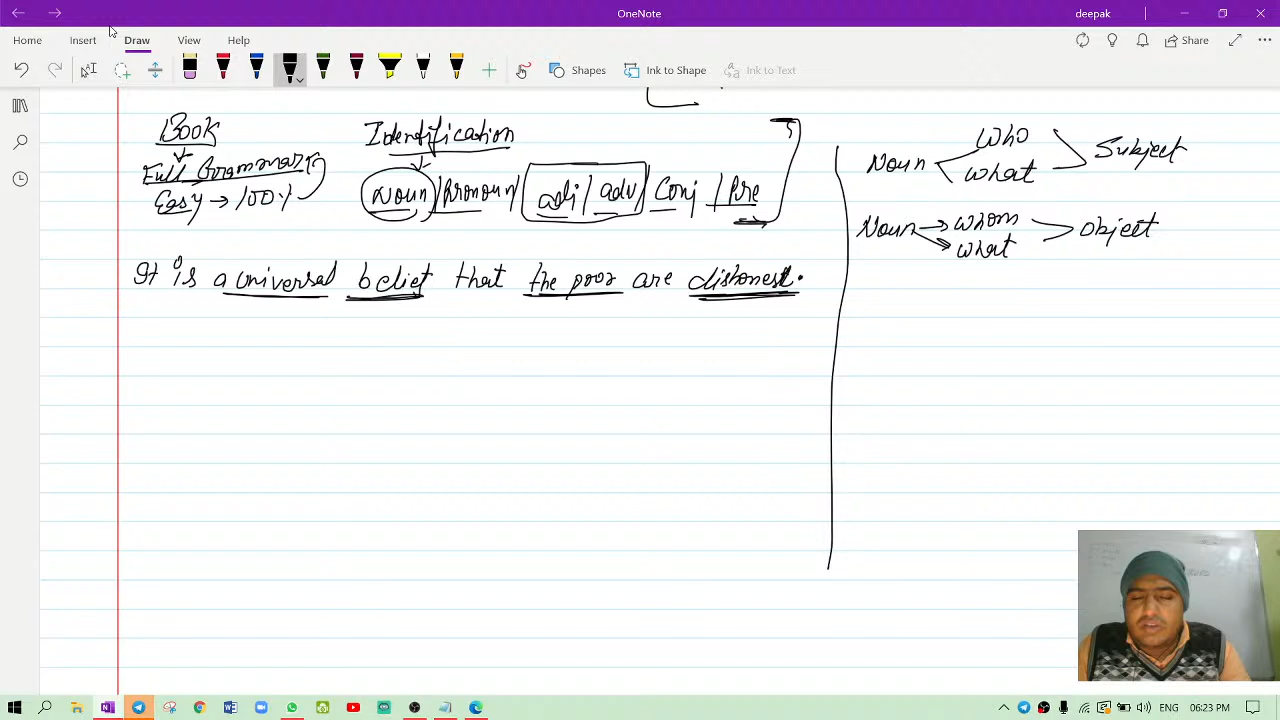 OneNote
deepak
Home Insert Draw View Help
Share
Shapes Ink to Shape Ink to Text
Book
Full Grammar
Easy → 100%
Identification
Noun / Pronoun / adj / adv / Conj / Pre
It is a universal belief that the poor are dishonest.
Noun Who Subject
what
Noun → whom object
what
ENG 06:23 PM